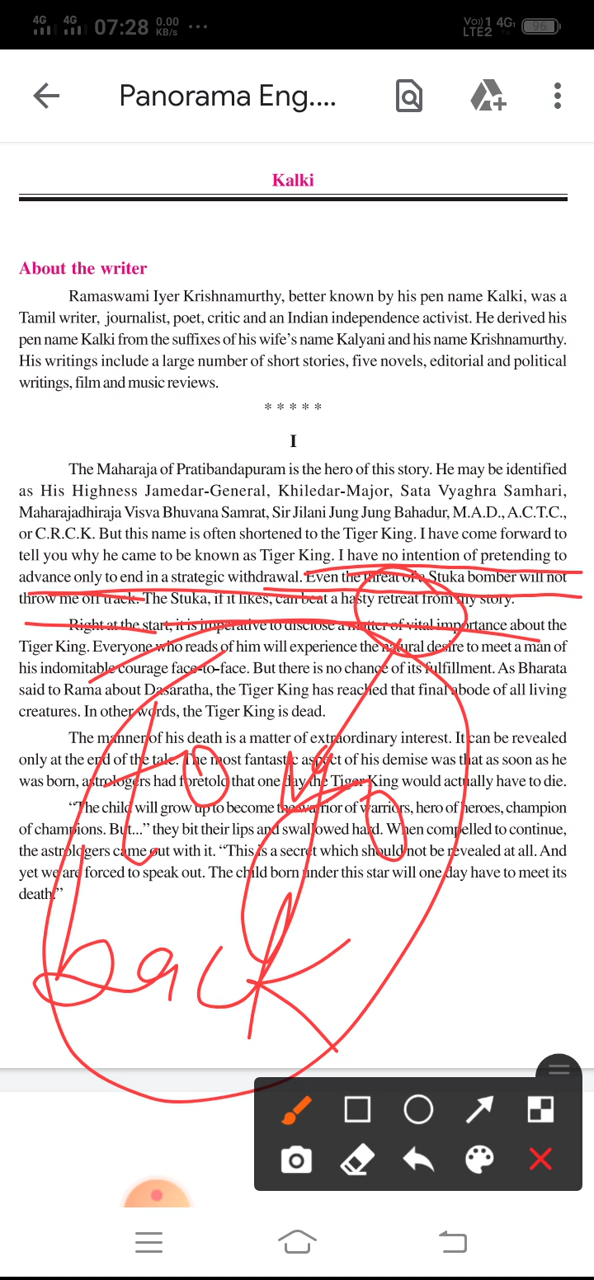 4G 4G 07:28 0.00 KB/s ... Vo)) 1 4G LTE2 96
Panorama Eng....
Kalki
About the writer
Ramaswami Iyer Krishnamurthy, better known by his pen name Kalki, was a
Tamil writer, journalist, poet, critic and an Indian independence activist. He derived his
pen name Kalki from the suffixes of his wife's name Kalyani and his name Krishnamurthy.
His writings include a large number of short stories, five novels, editorial and political
writings, film and music reviews.
* * * * *
I
The Maharaja of Pratibandapuram is the hero of this story. He may be identified
as His Highness Jamedar-General, Khiledar-Major, Sata Vyaghra Samhari,
Maharajadhiraja Visva Bhuvana Samrat, Sir Jilani Jung Jung Bahadur, M.A.D., A.C.T.C.,
or C.R.C.K. But this name is often shortened to the Tiger King. I have come forward to
tell you why he came to be known as Tiger King. I have no intention of pretending to
advance only to end in a strategic withdrawal. Even the threat of a Stuka bomber will not
throw me off track. The Stuka, if it likes, can beat a hasty retreat from my story.
Right at the start, it is imperative to disclose a matter of vital importance about the
Tiger King. Everyone who reads of him will experience the natural desire to meet a man of
his indomitable courage face-to-face. But there is no chance of its fulfillment. As Bharata
said to Rama about Dasaratha, the Tiger King has reached that final abode of all living
creatures. In other words, the Tiger King is dead.
The manner of his death is a matter of extraordinary interest. It can be revealed
only at the end of the tale. The most fantastic aspect of his demise was that as soon as he
was born, astrologers had foretold that one day the Tiger King would actually have to die.
"The child will grow up to become the warrior of warriors, hero of heroes, champion
of champions. But..." they bit their lips and swallowed hard. When compelled to continue,
the astrologers came out with it. "This is a secret which should not be revealed at all. And
yet we are forced to speak out. The child born under this star will one day have to meet its
death."
to
back